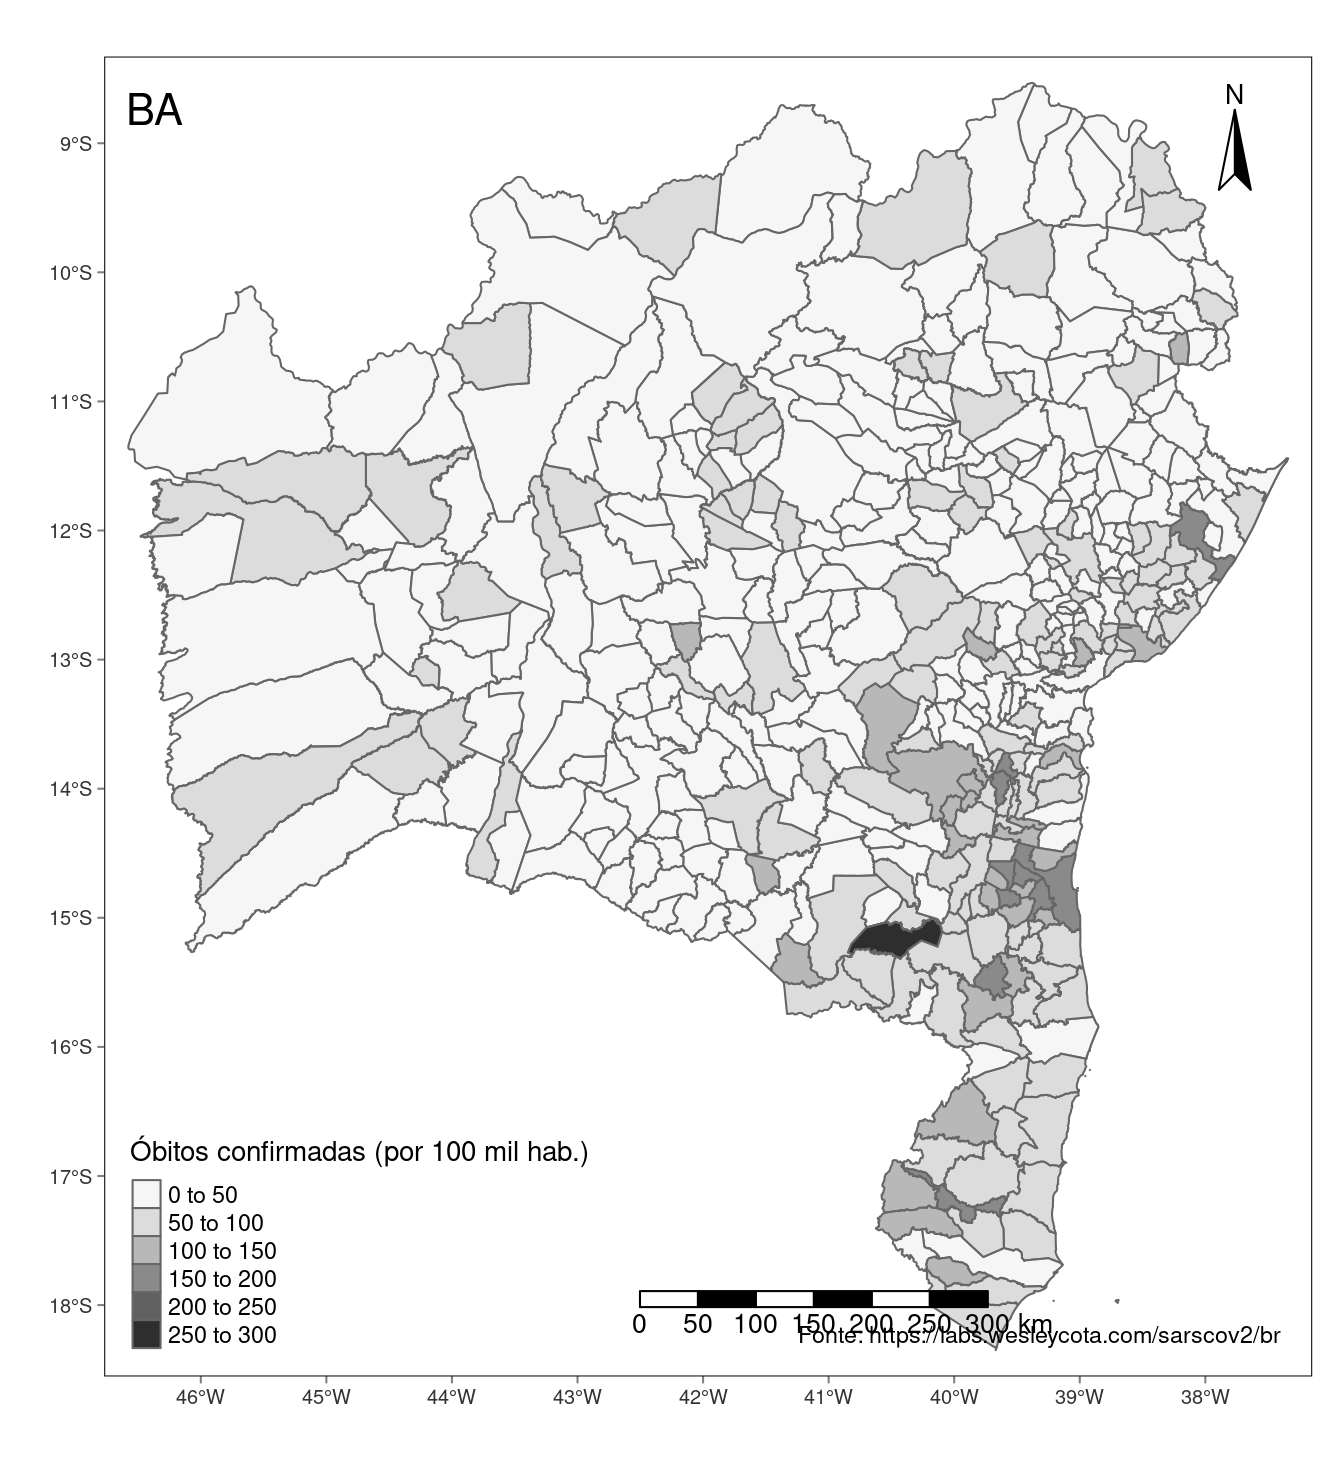 BA
N
9°S
10°S
11°S
12°S
13°S
14°S
15°S
16°S
17°S
18°S
Óbitos confirmadas (por 100 mil hab.)
0 to 50
50 to 100
100 to 150
150 to 200
200 to 250
250 to 300
0 50 100 150 200 250 300 km
Fonte: https://labs.wesleycota.com/sarscov2/br
46°W 45°W 44°W 43°W 42°W 41°W 40°W 39°W 38°W